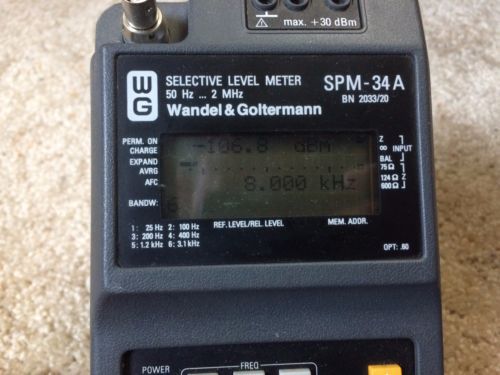 max. +30 dBm
W
G
SELECTIVE LEVEL METER
50 Hz ... 2 MHz
Wandel & Goltermann
SPM-34 A
BN 2033/20
PERM. ON
CHARGE
EXPAND
AVRG
AFC
BANDW:
-106.8 dBm
8.000 kHz
6
Z
∞ INPUT
BAL
75 Ω
124 Ω Z
600 Ω
1: 25 Hz 2: 100 Hz
3: 200 Hz 4: 400 Hz
5: 1.2 kHz 6: 3.1 kHz
REF. LEVEL/REL. LEVEL
MEM. ADDR.
OPT: .60
POWER
FREQ